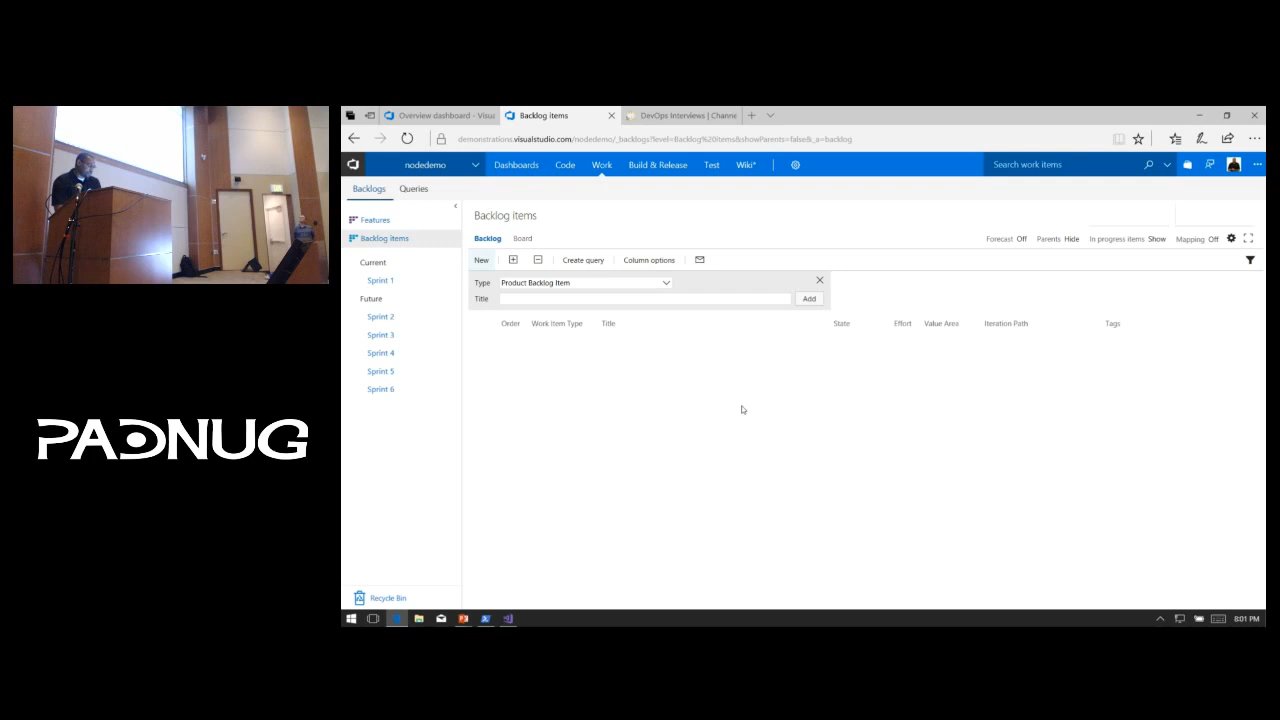 Overview dashboard - Visua
Backlog items
DevOps Interviews | Channe
demonstrations.visualstudio.com/nodedemo/_backlogs?level=Backlog%20items&showParents=false&_a=backlog
nodedemo
Dashboards
Code
Work
Build & Release
Test
Wiki*
Search work items
Backlogs
Queries
Features
Backlog items
Current
Sprint 1
Future
Sprint 2
Sprint 3
Sprint 4
Sprint 5
Sprint 6
Recycle Bin
Backlog items
Backlog
Board
Forecast Off
Parents Hide
In progress items Show
Mapping Off
New
Create query
Column options
Type
Product Backlog Item
Title
Add
Order
Work Item Type
Title
State
Effort
Value Area
Iteration Path
Tags
8:01 PM
PADNUG